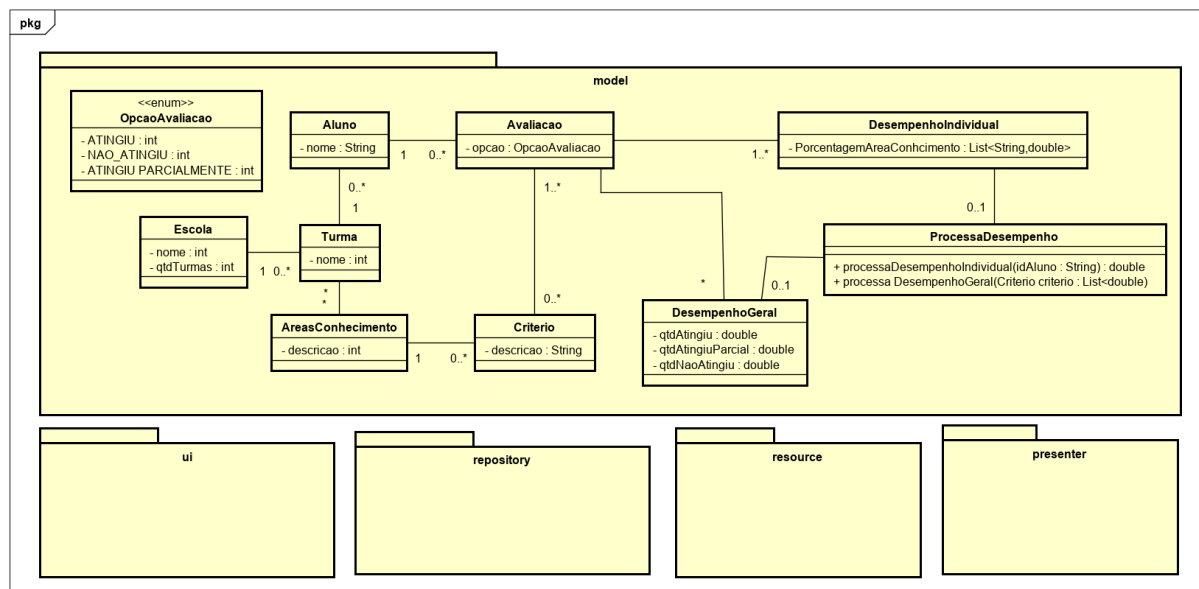 pkg
model
<<enum>>
OpcaoAvaliacao
- ATINGIU : int
- NAO_ATINGIU : int
- ATINGIU PARCIALMENTE : int
Aluno
- nome : String
1
0..*
Avaliacao
- opcao : OpcaoAvaliacao
1..*
DesempenhoIndividual
- PorcentagemAreaConhcimento : List<String,double>
0..*
1
1..*
0..1
Escola
- nome : int
- qtdTurmas : int
1
0..*
Turma
- nome : int
ProcessaDesempenho
+ processaDesempenhoIndividual(idAluno : String) : double
+ processa DesempenhoGeral(Criterio criterio : List<double)
*
*
0..*
*
0..1
AreasConhecimento
- descricao : int
1
0..*
Criterio
- descricao : String
DesempenhoGeral
- qtdAtingiu : double
- qtdAtingiuParcial : double
- qtdNaoAtingiu : double
ui
repository
resource
presenter